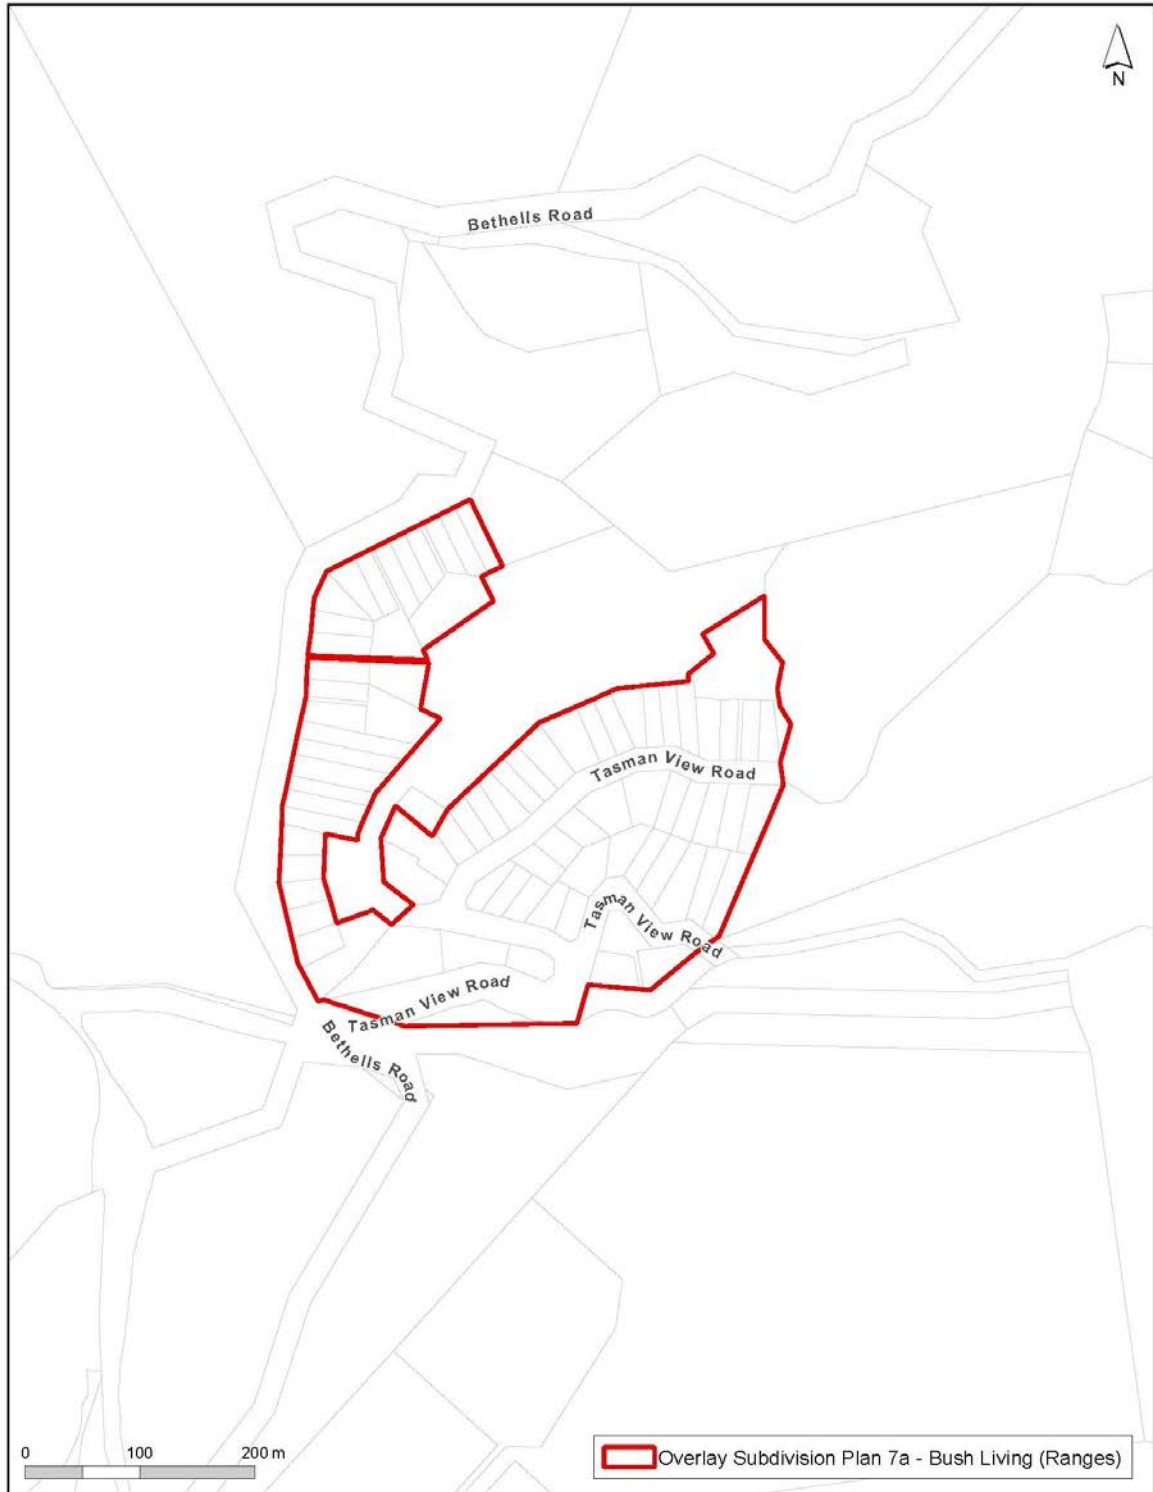 N
Bethells Road
Tasman View Road
Tasman View Road
Tasman View Road
Bethells Road
0 100 200 m
Overlay Subdivision Plan 7a - Bush Living (Ranges)